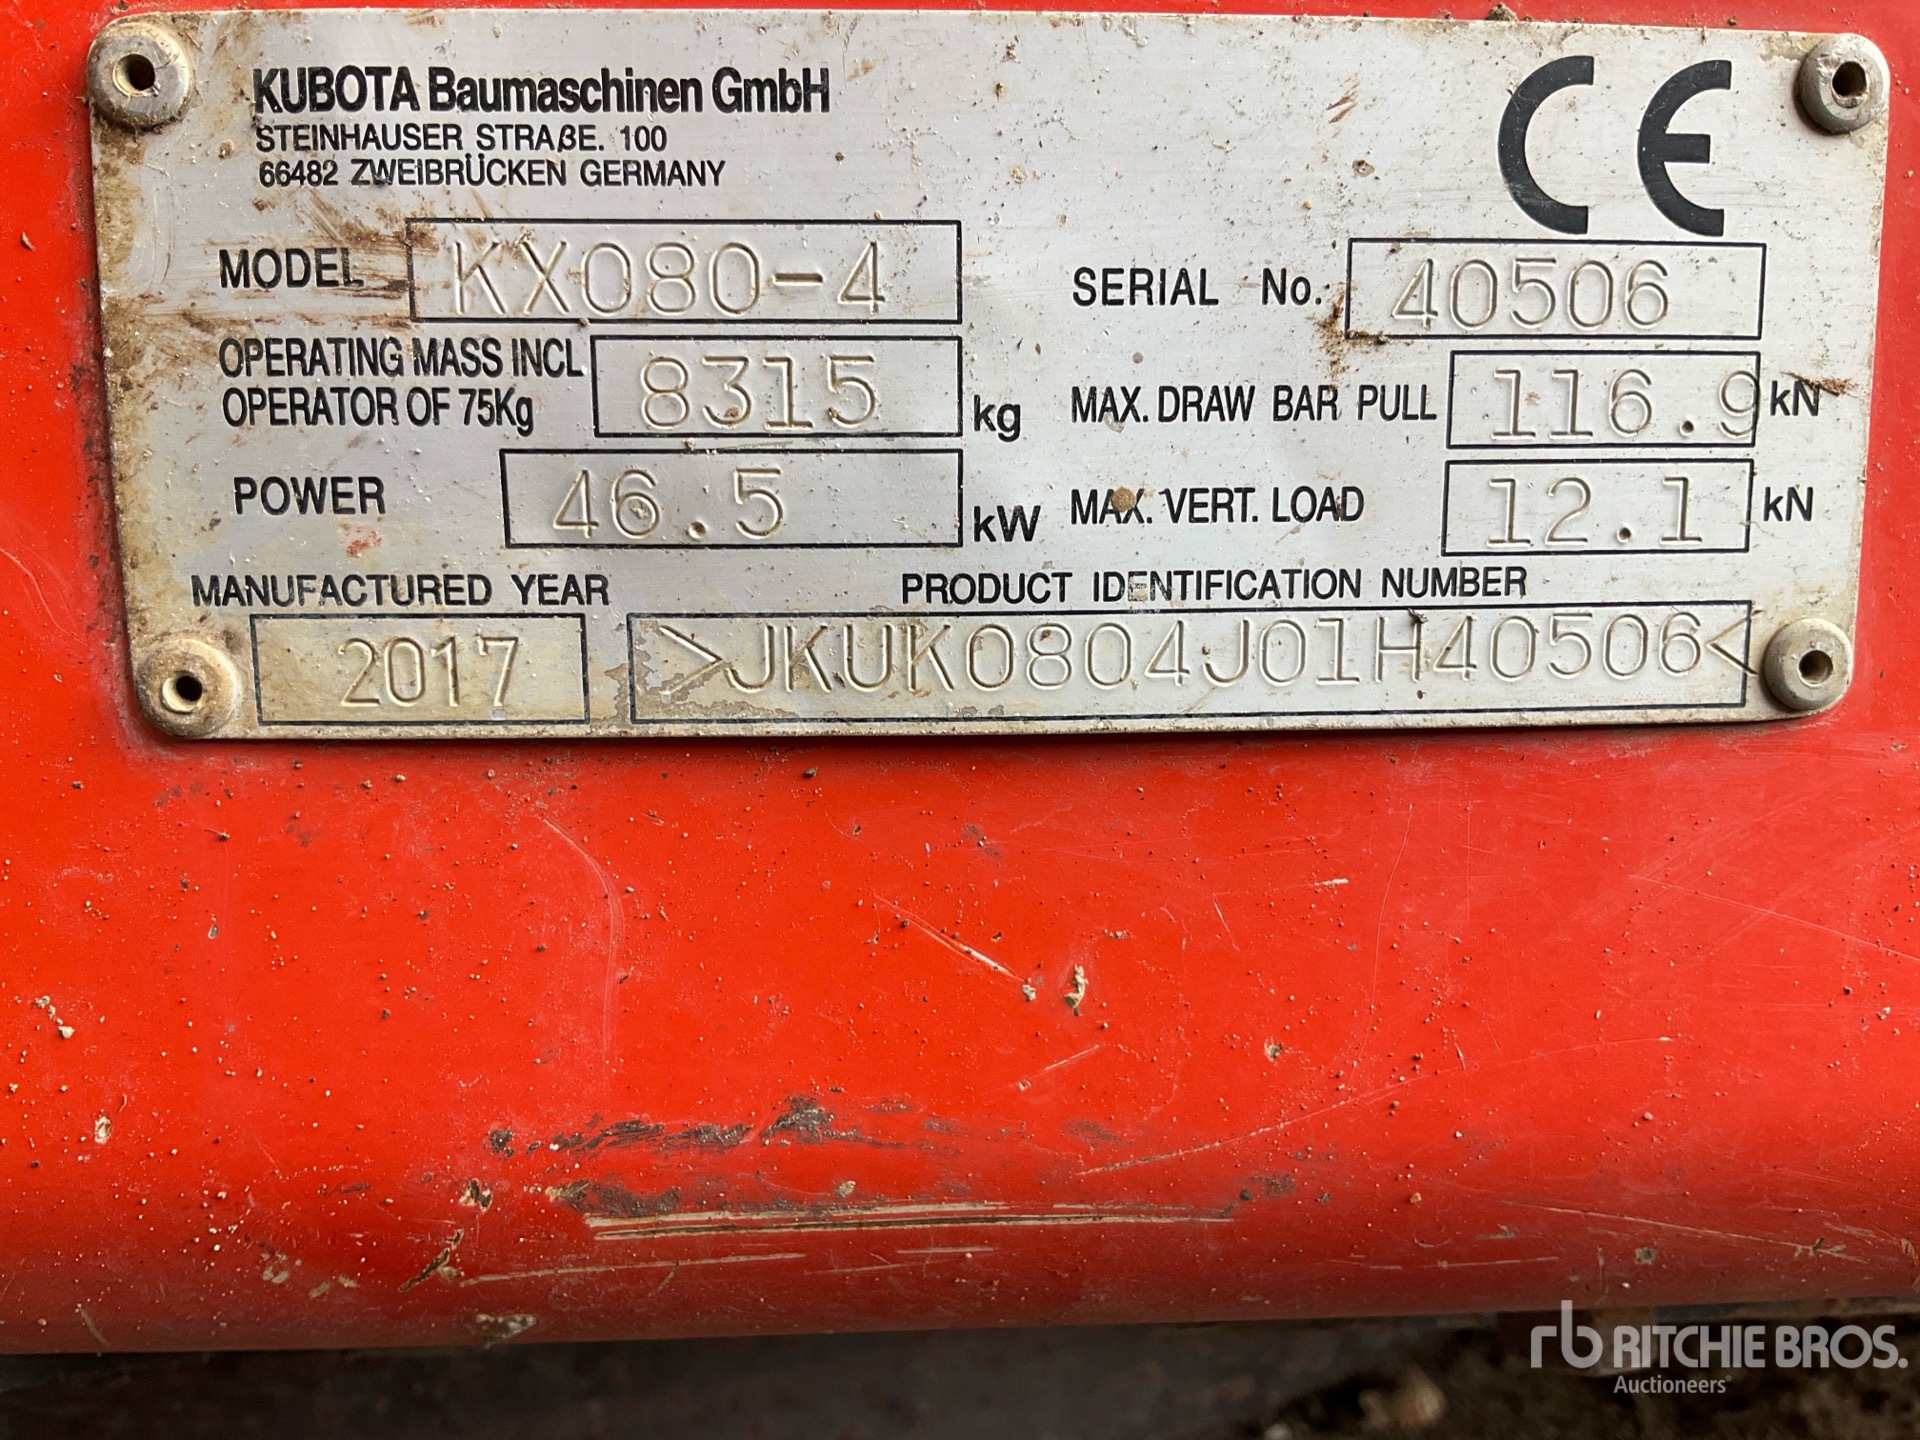 KUBOTA Baumaschinen GmbH
STEINHAUSER STRAßE. 100
66482 ZWEIBRÜCKEN GERMANY
CE
MODEL KX080-4
SERIAL No. 40506
OPERATING MASS INCL
OPERATOR OF 75Kg 8315 kg
MAX. DRAW BAR PULL 116.9 kN
POWER 46.5 kW
MAX. VERT. LOAD 12.1 kN
MANUFACTURED YEAR
2017
PRODUCT IDENTIFICATION NUMBER
>JKUK0804J01H40506<
rb RITCHIE BROS.
Auctioneers